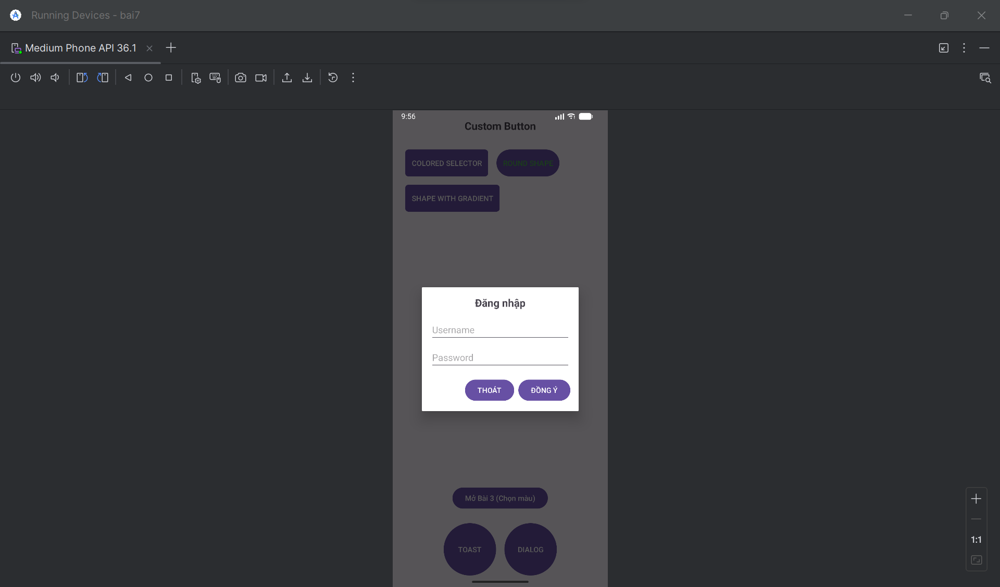 Running Devices - bai7
Medium Phone API 36.1
9:56
Custom Button
COLORED SELECTOR
ROUND SHAPE
SHAPE WITH GRADIENT
Đăng nhập
Username
Password
THOÁT
ĐỒNG Ý
Mở Bài 3 (Chọn màu)
TOAST
DIALOG
1:1